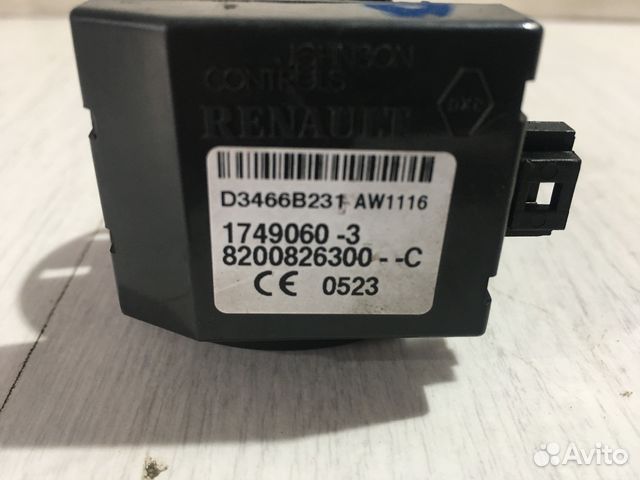 JOHNSON
CONTROLS
RENAULT
D3466B231 AW1116
1749060 -3
8200826300 - -C
CE 0523
Avito